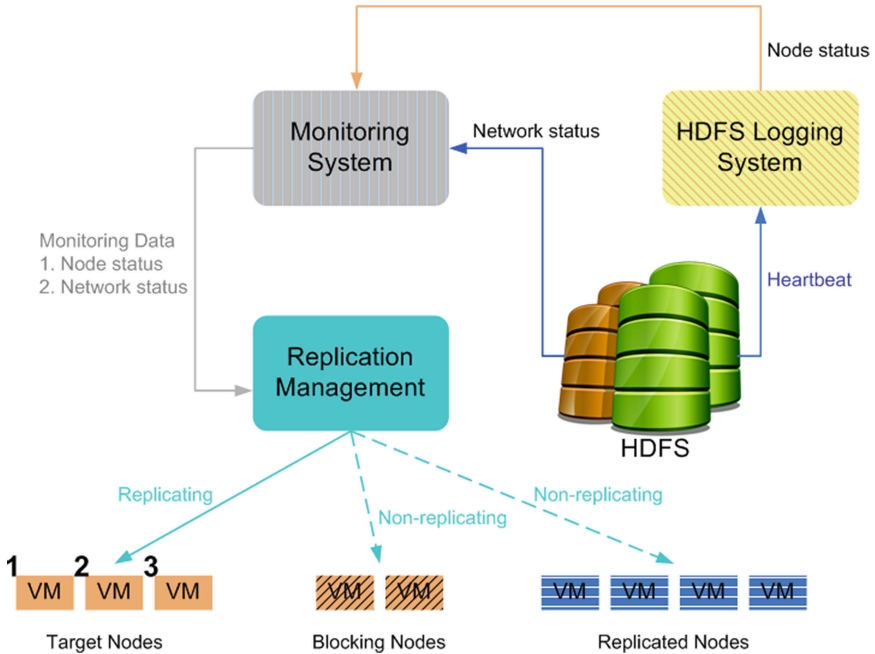 Node status
Monitoring
System
Network status
HDFS Logging
System
Monitoring Data
1. Node status
2. Network status
Heartbeat
Replication
Management
HDFS
Replicating
Non-replicating
Non-replicating
1 VM 2 VM 3 VM
VM VM
VM VM VM VM
Target Nodes
Blocking Nodes
Replicated Nodes